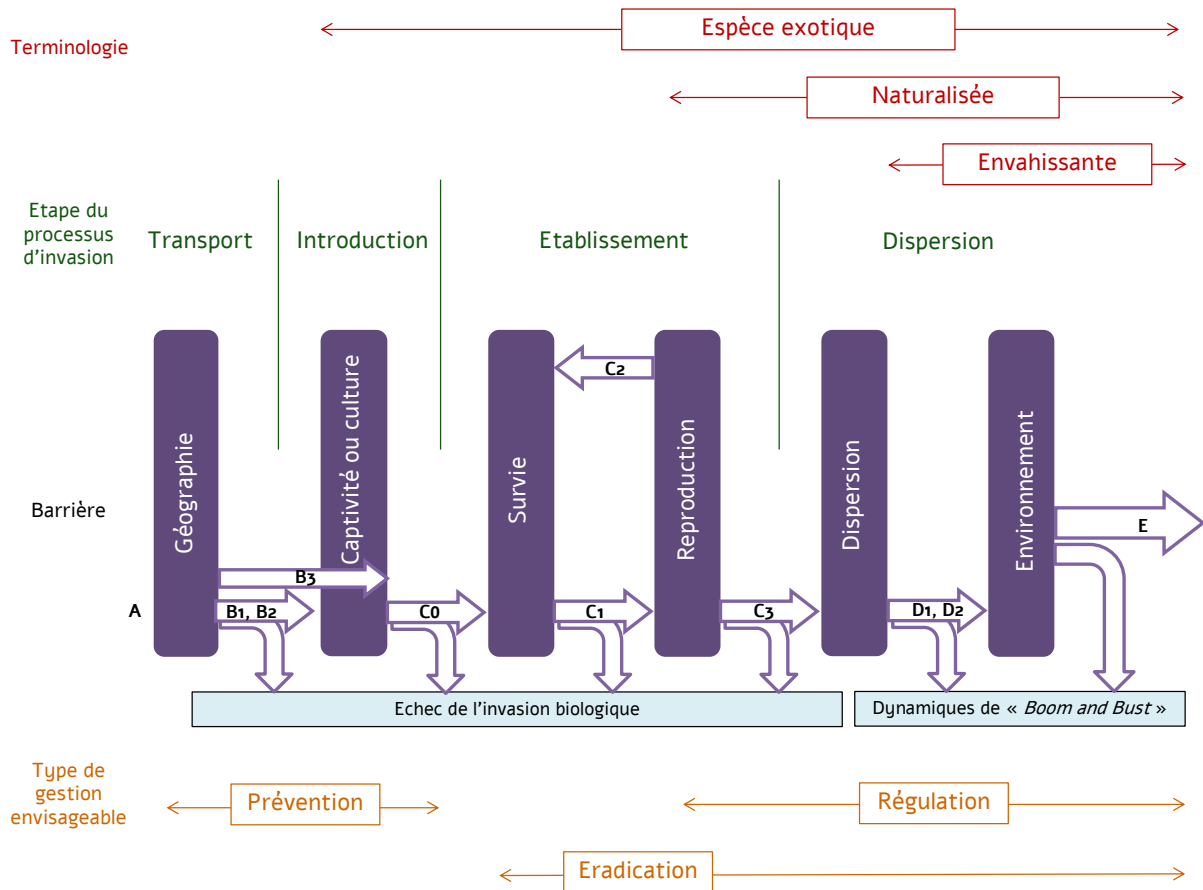 Terminologie
Espèce exotique
Naturalisée
Envahissante
Etape du
processus
d'invasion
Transport
Introduction
Etablissement
Dispersion
Barrière
Géographie
Captivité ou culture
Survie
Reproduction
Dispersion
Environnement
C2
E
B3
A
B1, B2
C0
C1
C3
D1, D2
Echec de l'invasion biologique
Dynamiques de « Boom and Bust »
Type de
gestion
envisageable
Prévention
Régulation
Eradication